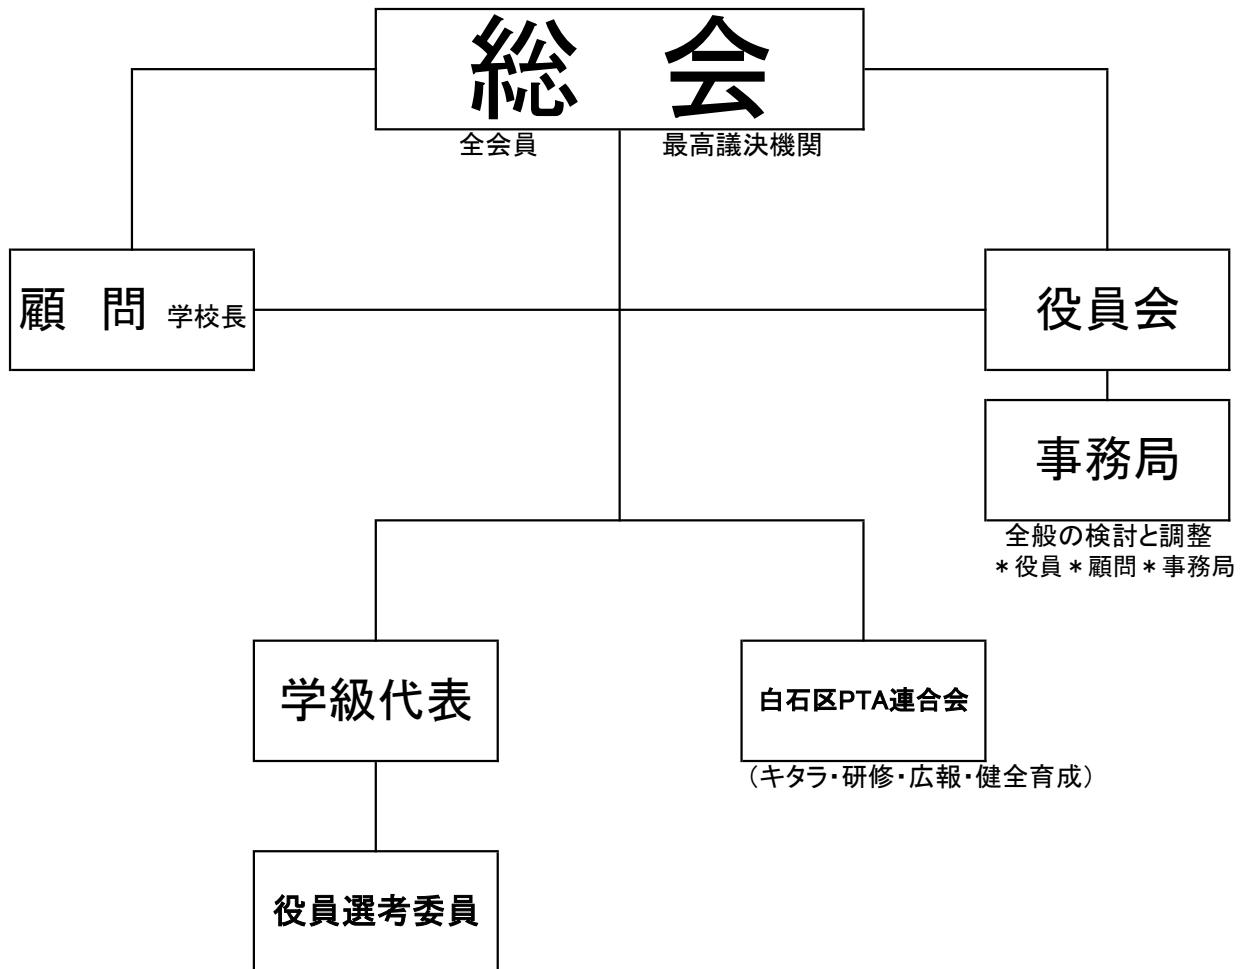 総　会
全会員　最高議決機関
顧　問 学校長
役員会
事務局
全般の検討と調整
＊役員＊顧問＊事務局
学級代表
白石区PTA連合会
（キタラ・研修・広報・健全育成）
役員選考委員